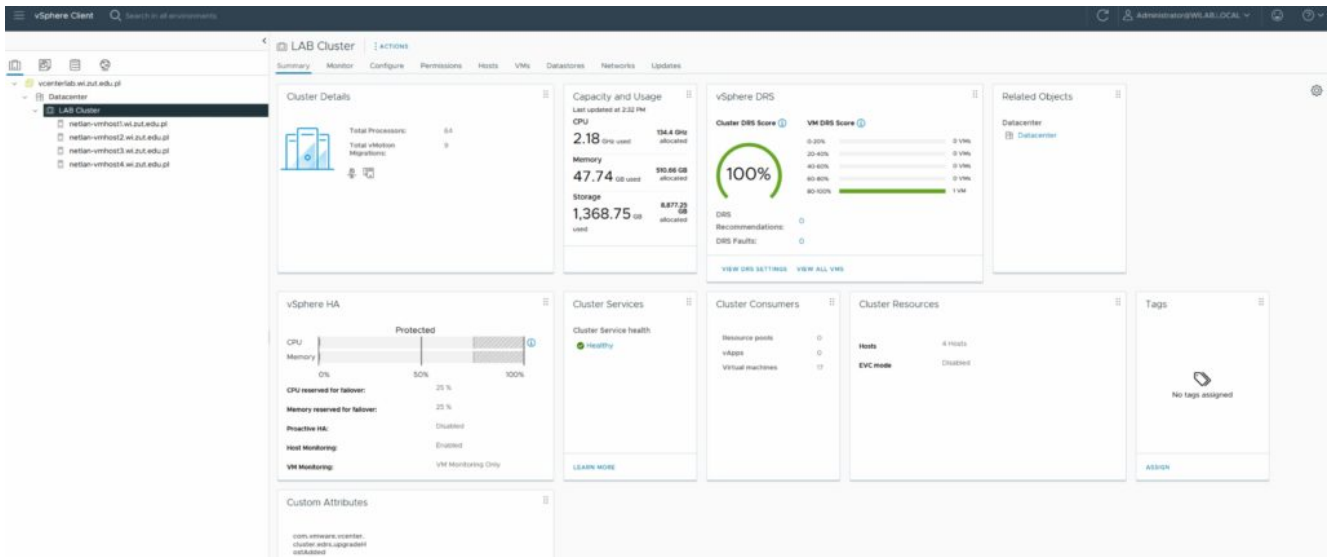 vSphere Client
Search in all environments
Administrator@WI.LAB.LOCAL
vcenterlab.wi.zut.edu.pl
Datacenter
LAB Cluster
netlan-vmhost1.wi.zut.edu.pl
netlan-vmhost2.wi.zut.edu.pl
netlan-vmhost3.wi.zut.edu.pl
netlan-vmhost4.wi.zut.edu.pl
LAB Cluster
ACTIONS
Summary Monitor Configure Permissions Hosts VMs Datastores Networks Updates
Cluster Details
Total Processors: 64
Total vMotion Migrations:
Capacity and Usage
Last updated at 2:32 PM
CPU
2.18 GHz used
134.4 GHz allocated
Memory
47.74 GB used
510.66 GB allocated
Storage
1,368.75 GB used
8,877.25 GB allocated
vSphere DRS
Cluster DRS Score
VM DRS Score
100%
0-20% 0 VMs
20-40% 0 VMs
40-60% 0 VMs
60-80% 0 VMs
80-100% 1 VM
DRS Recommendations: 0
DRS Faults: 0
VIEW DRS SETTINGS VIEW ALL VMS
Related Objects
Datacenter
Datacenter
vSphere HA
Protected
CPU
Memory
0% 50% 100%
CPU reserved for failover: 25 %
Memory reserved for failover: 25 %
Proactive HA: Disabled
Host Monitoring: Enabled
VM Monitoring: VM Monitoring Only
Cluster Services
Cluster Service health
Healthy
LEARN MORE
Cluster Consumers
Resource pools 0
vApps 0
Virtual machines 17
Cluster Resources
Hosts 4 Hosts
EVC mode Disabled
Tags
No tags assigned
ASSIGN
Custom Attributes
com.vmware.vcenter.
cluster.edrs.upgradeH
ostAdded